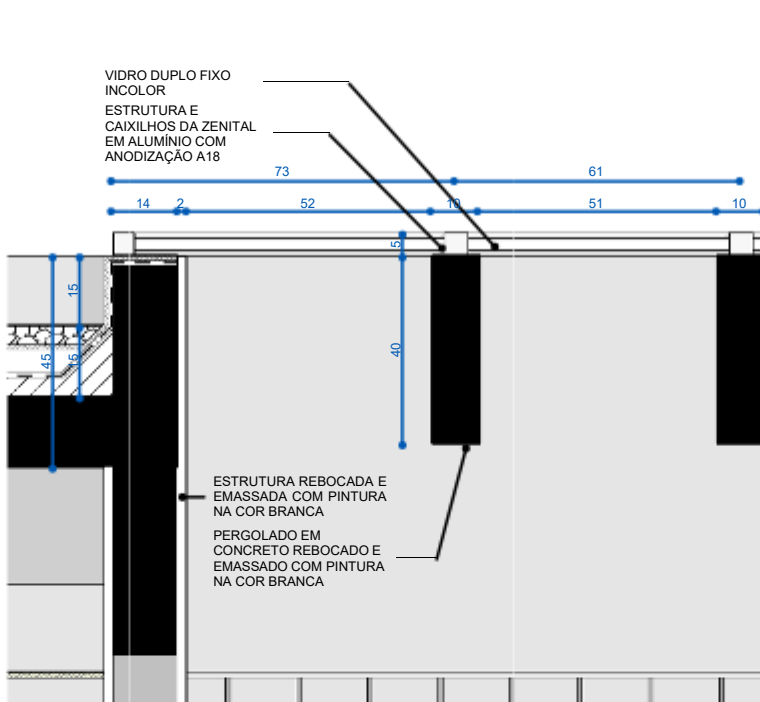 VIDRO DUPLO FIXO
INCOLOR
ESTRUTURA E
CAIXILHOS DA ZENITAL
EM ALUMÍNIO COM
ANODIZAÇÃO A18
73 61
14 2 52 10 51 10
5
15
45 15
40
ESTRUTURA REBOCADA E
EMASSADA COM PINTURA
NA COR BRANCA
PERGOLADO EM
CONCRETO REBOCADO E
EMASSADO COM PINTURA
NA COR BRANCA